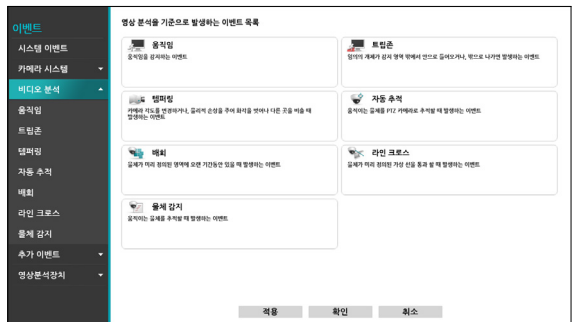 이벤트
시스템 이벤트
카메라 시스템
비디오 분석
움직임
트립존
템퍼링
자동 추적
배회
라인 크로스
물체 감지
추가 이벤트
영상분석장치
영상 분석을 기준으로 발생하는 이벤트 목록
움직임
움직임을 감시하는 이벤트
트립존
임의의 개체가 감지 영역 밖에서 안으로 들어오거나, 밖으로 나가면 발생하는 이벤트
템퍼링
카메라 각도를 변경하거나, 물리적 손상을 주어 화각을 벗어나 다른 곳을 비출 때
발생하는 이벤트
자동 추적
움직이는 물체를 PTZ 카메라로 추적할 때 발생하는 이벤트
배회
물체가 미리 정의된 영역에 오랜 기간동안 있을 때 발생하는 이벤트
라인 크로스
물체가 미리 정의된 가상 선을 통과 할 때 발생하는 이벤트
물체 감지
움직이는 물체를 추적할 때 발생하는 이벤트
적용
확인
취소